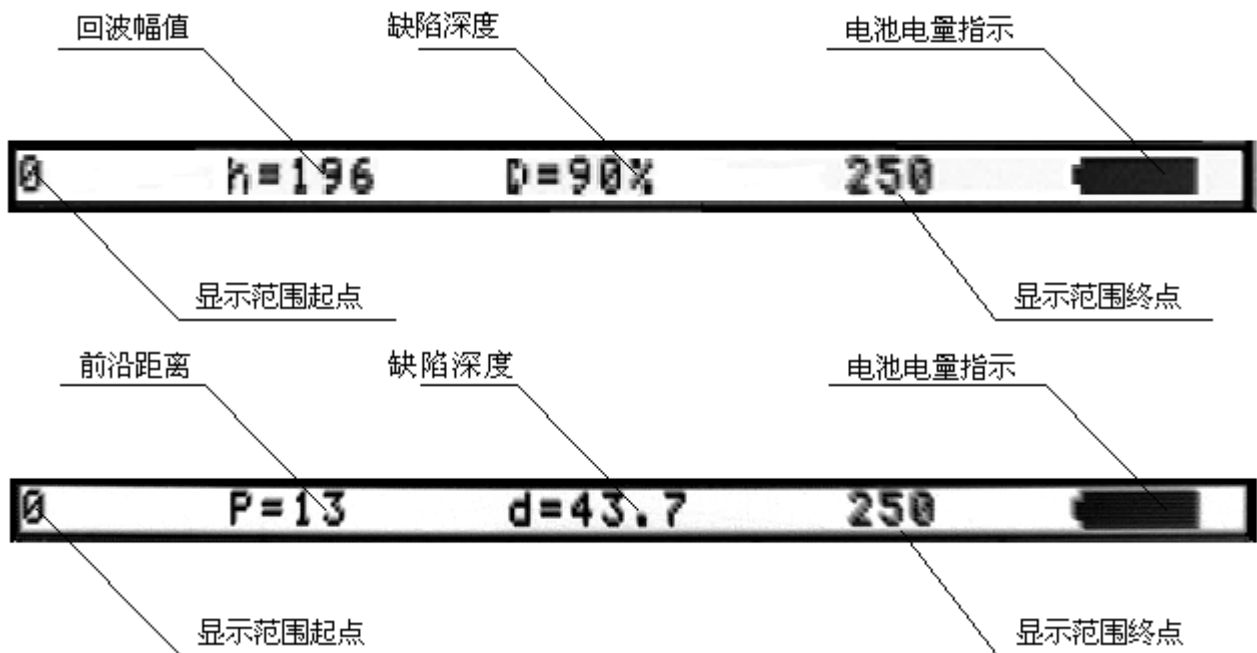 回波幅值 缺陷深度 电池电量指示
0 h=196 D=90% 250
显示范围起点 显示范围终点
前沿距离 缺陷深度 电池电量指示
0 P=13 d=43.7 250
显示范围起点 显示范围终点